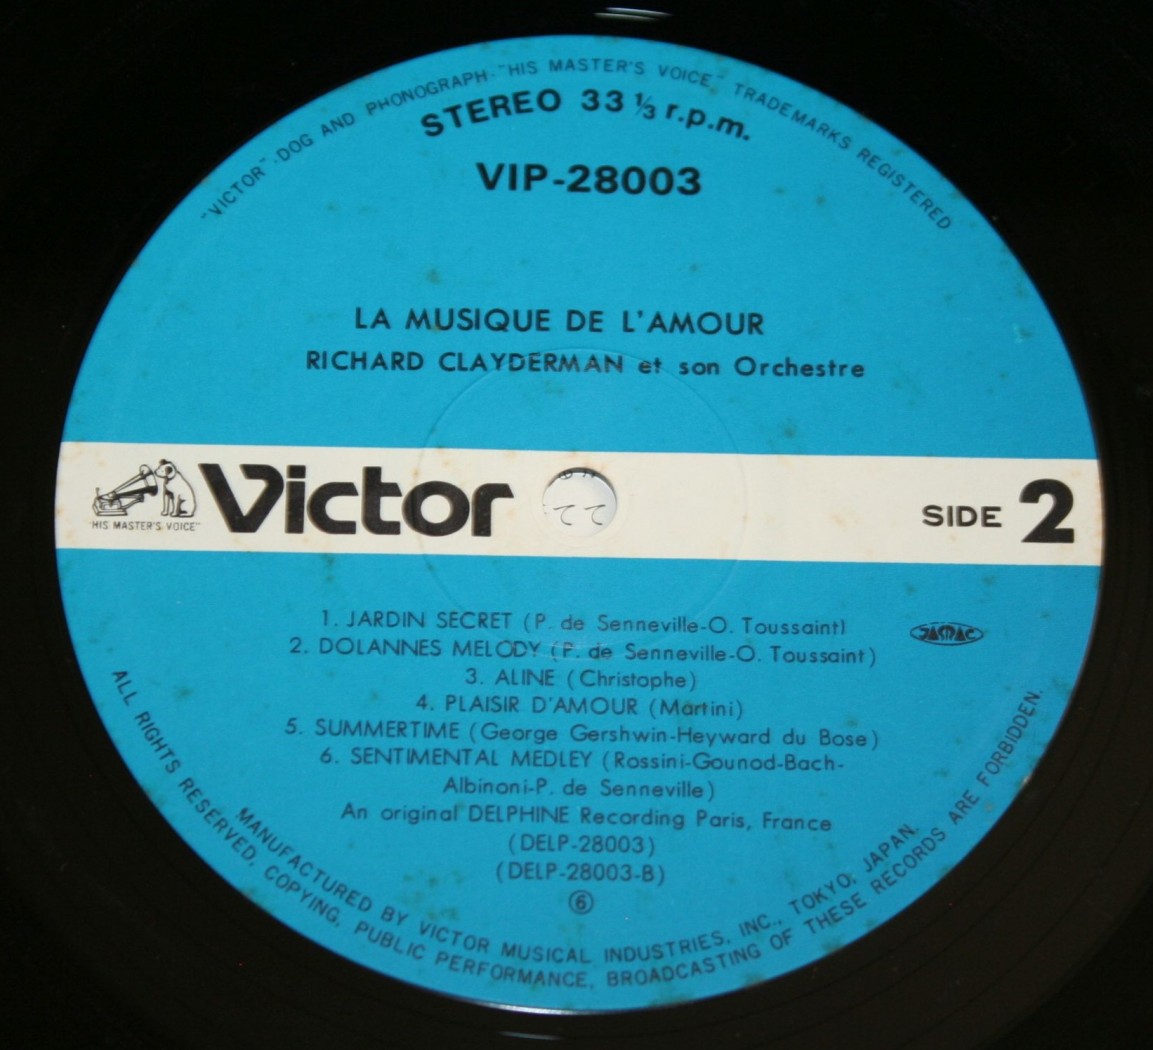 "VICTOR"-DOG AND PHONOGRAPH-"HIS MASTER'S VOICE" TRADEMARKS REGISTERED
STEREO 33 1/3 r.p.m.
VIP-28003
LA MUSIQUE DE L'AMOUR
RICHARD CLAYDERMAN et son Orchestre
"HIS MASTER'S VOICE"
Victor
SIDE 2
1. JARDIN SECRET (P. de Senneville-O. Toussaint)
JASRAC
2. DOLANNES MELODY (P. de Senneville-O. Toussaint)
3. ALINE (Christophe)
4. PLAISIR D'AMOUR (Martini)
5. SUMMERTIME (George Gershwin-Heyward du Bose)
6. SENTIMENTAL MEDLEY (Rossini-Gounod-Bach-
Albinoni-P. de Senneville)
An original DELPHINE Recording Paris, France
(DELP-28003)
(DELP-28003-B)
⑥
MANUFACTURED BY VICTOR MUSICAL INDUSTRIES, INC., TOKYO, JAPAN.
ALL RIGHTS RESERVED, COPYING, PUBLIC PERFORMANCE, BROADCASTING OF THESE RECORDS ARE FORBIDDEN.